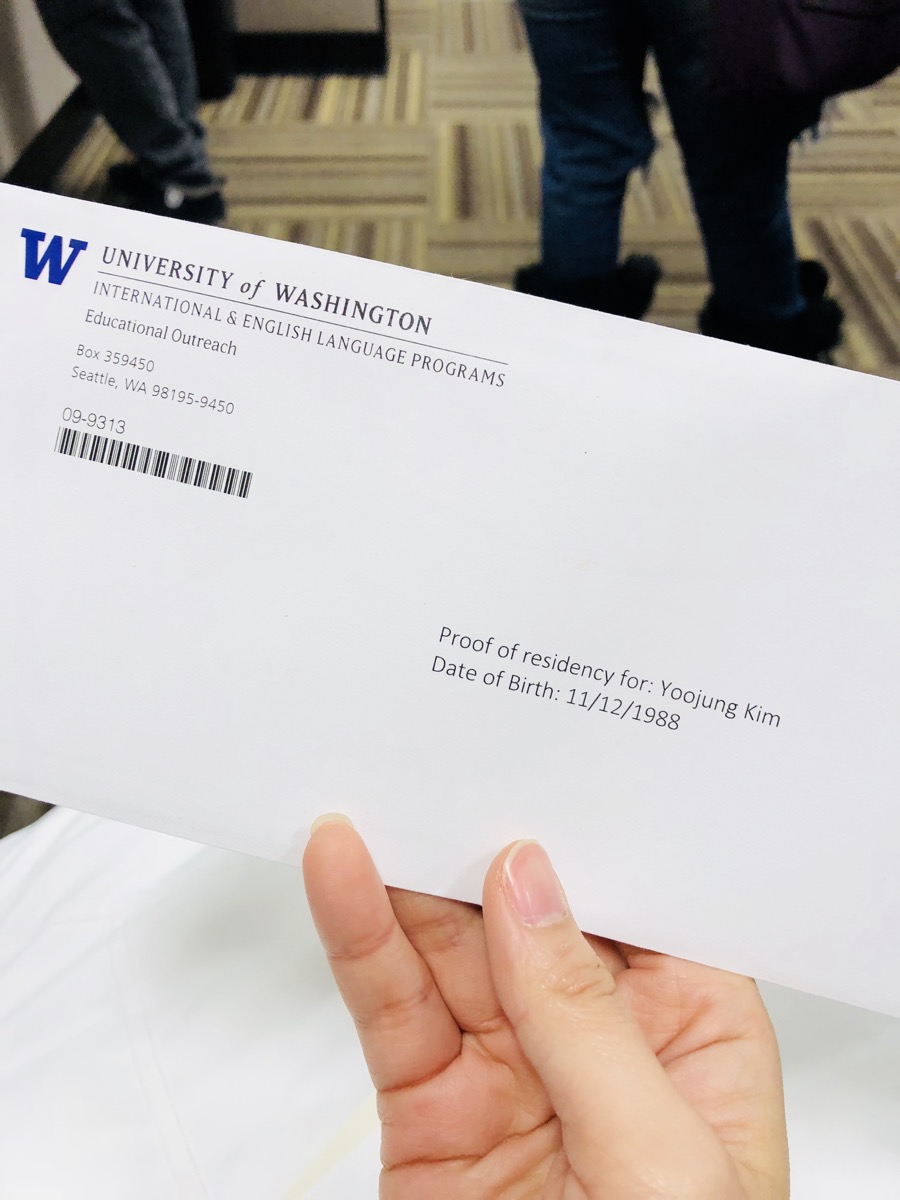 W
UNIVERSITY of WASHINGTON
INTERNATIONAL & ENGLISH LANGUAGE PROGRAMS
Educational Outreach
Box 359450
Seattle, WA 98195-9450
09-9313
Proof of residency for: Yoojung Kim
Date of Birth: 11/12/1988